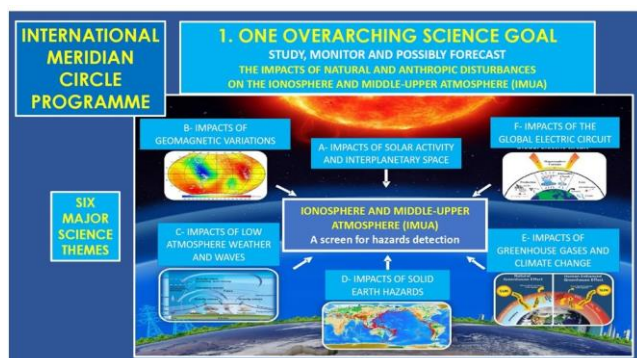 INTERNATIONAL
MERIDIAN
CIRCLE
PROGRAMME
1. ONE OVERARCHING SCIENCE GOAL
STUDY, MONITOR AND POSSIBLY FORECAST
THE IMPACTS OF NATURAL AND ANTHROPIC DISTURBANCES
ON THE IONOSPHERE AND MIDDLE-UPPER ATMOSPHERE (IMUA)
B- IMPACTS OF
GEOMAGNETIC VARIATIONS
A- IMPACTS OF SOLAR ACTIVITY
AND INTERPLANETARY SPACE
F- IMPACTS OF THE
GLOBAL ELECTRIC CIRCUIT
SIX
MAJOR
SCIENCE
THEMES
IONOSPHERE AND MIDDLE-UPPER
ATMOSPHERE (IMUA)
A screen for hazards detection
C- IMPACTS OF LOW
ATMOSPHERE WEATHER
AND WAVES
D- IMPACTS OF SOLID
EARTH HAZARDS
E- IMPACTS OF
GREENHOUSE GASES AND
CLIMATE CHANGE